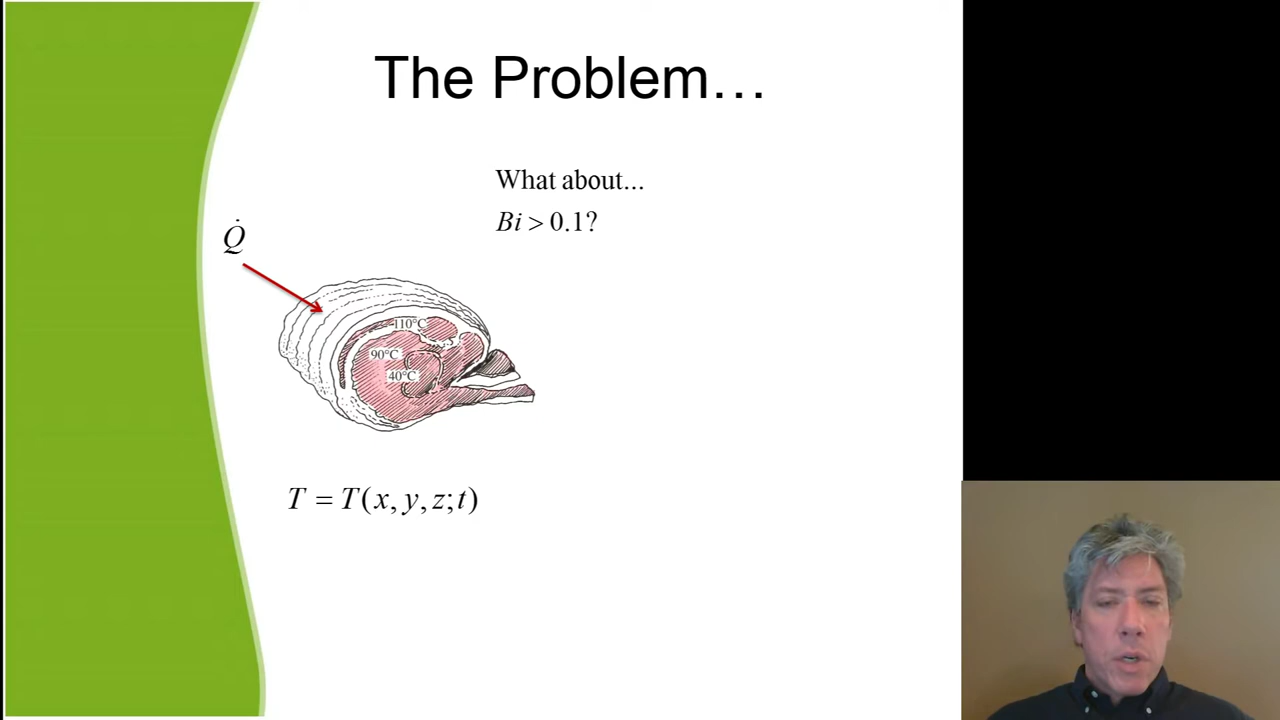 The Problem…
What about...
Bi > 0.1?
Q̇
110°C
90°C
40°C
T = T(x, y, z; t)